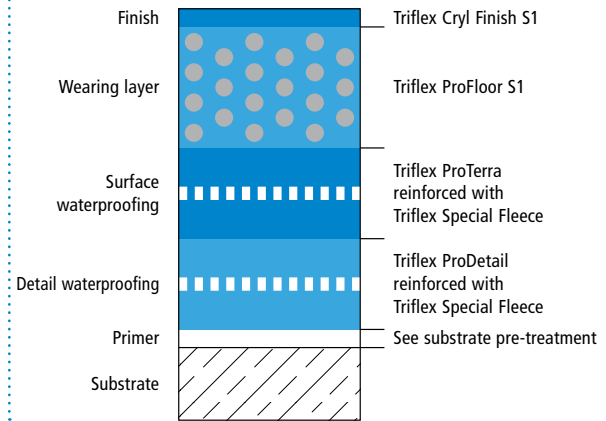 Finish
Triflex Cryl Finish S1
Wearing layer
Triflex ProFloor S1
Surface
waterproofing
Triflex ProTerra
reinforced with
Triflex Special Fleece
Detail waterproofing
Triflex ProDetail
reinforced with
Triflex Special Fleece
Primer
See substrate pre-treatment
Substrate